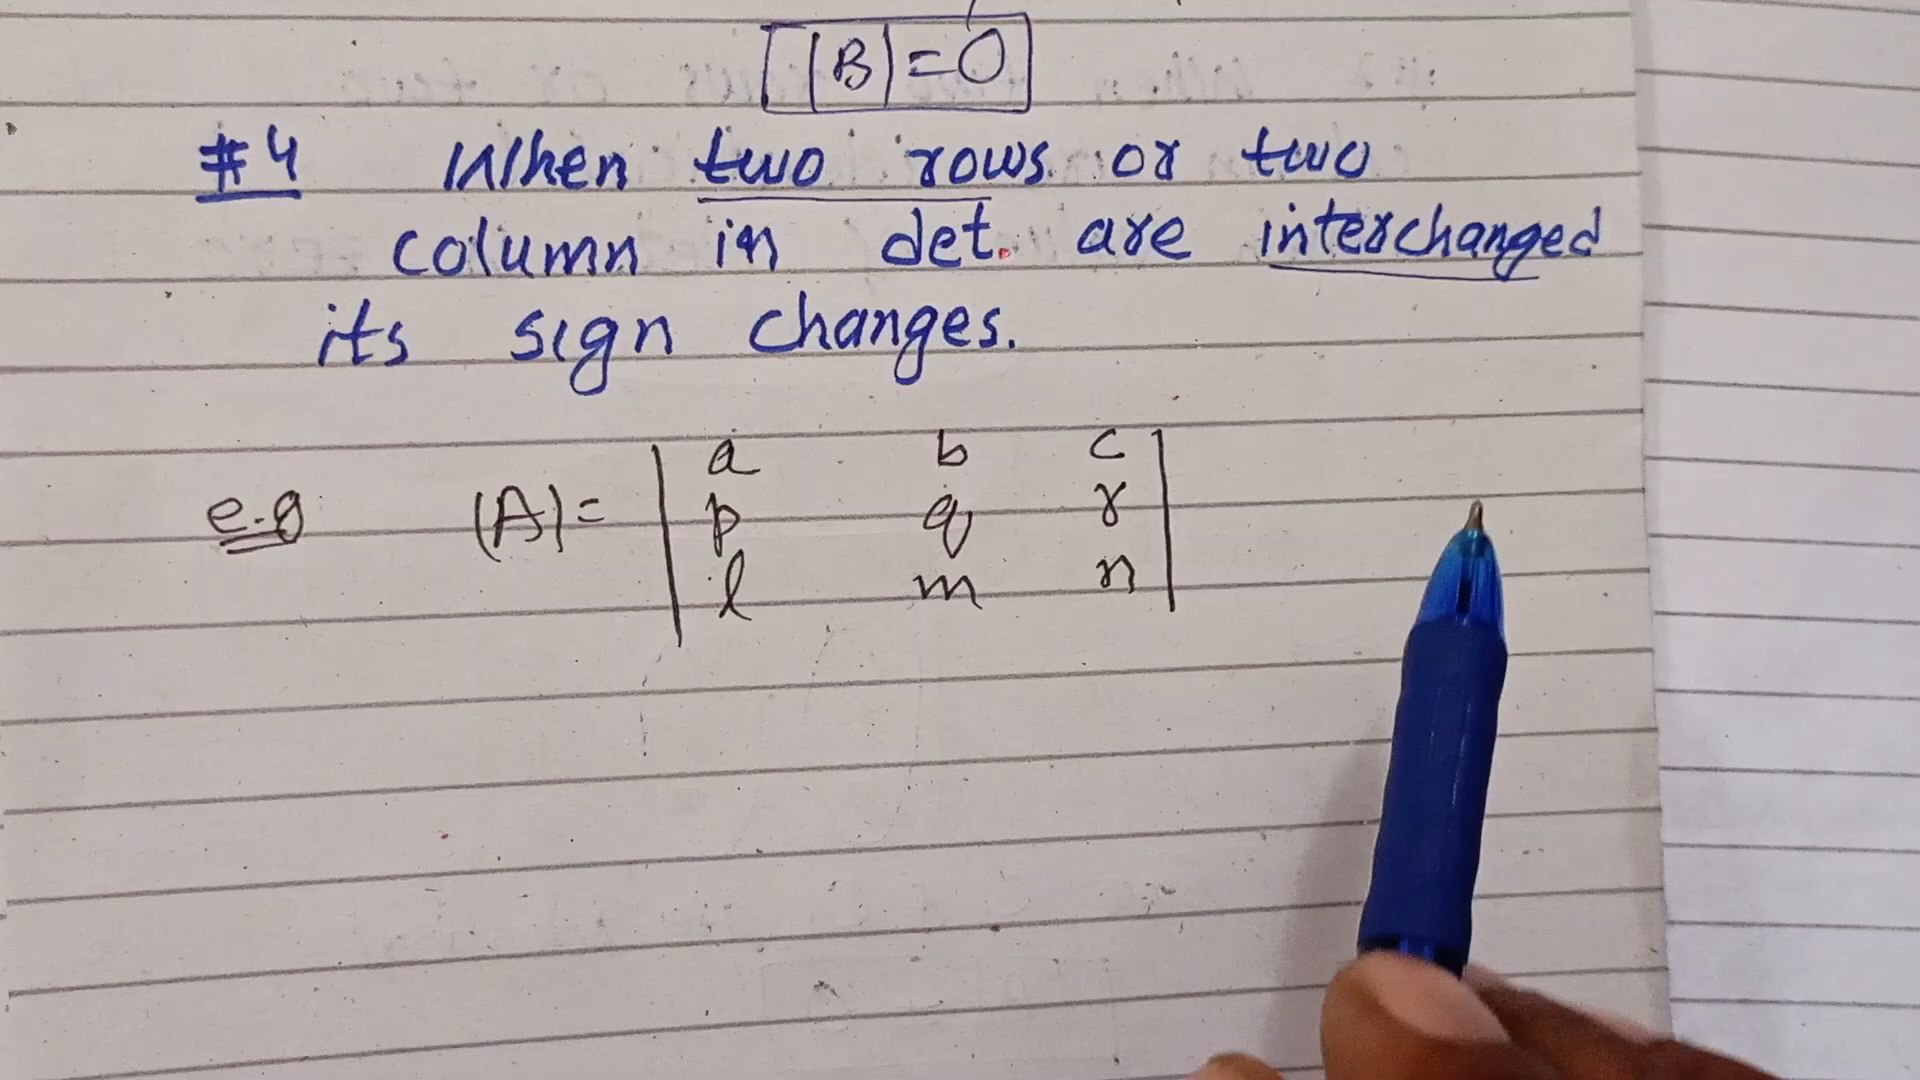 |B| = 0
#4 When two rows or two
column in det. are interchanged
its sign changes.
a b c
e.g (A) = p q r
l m n